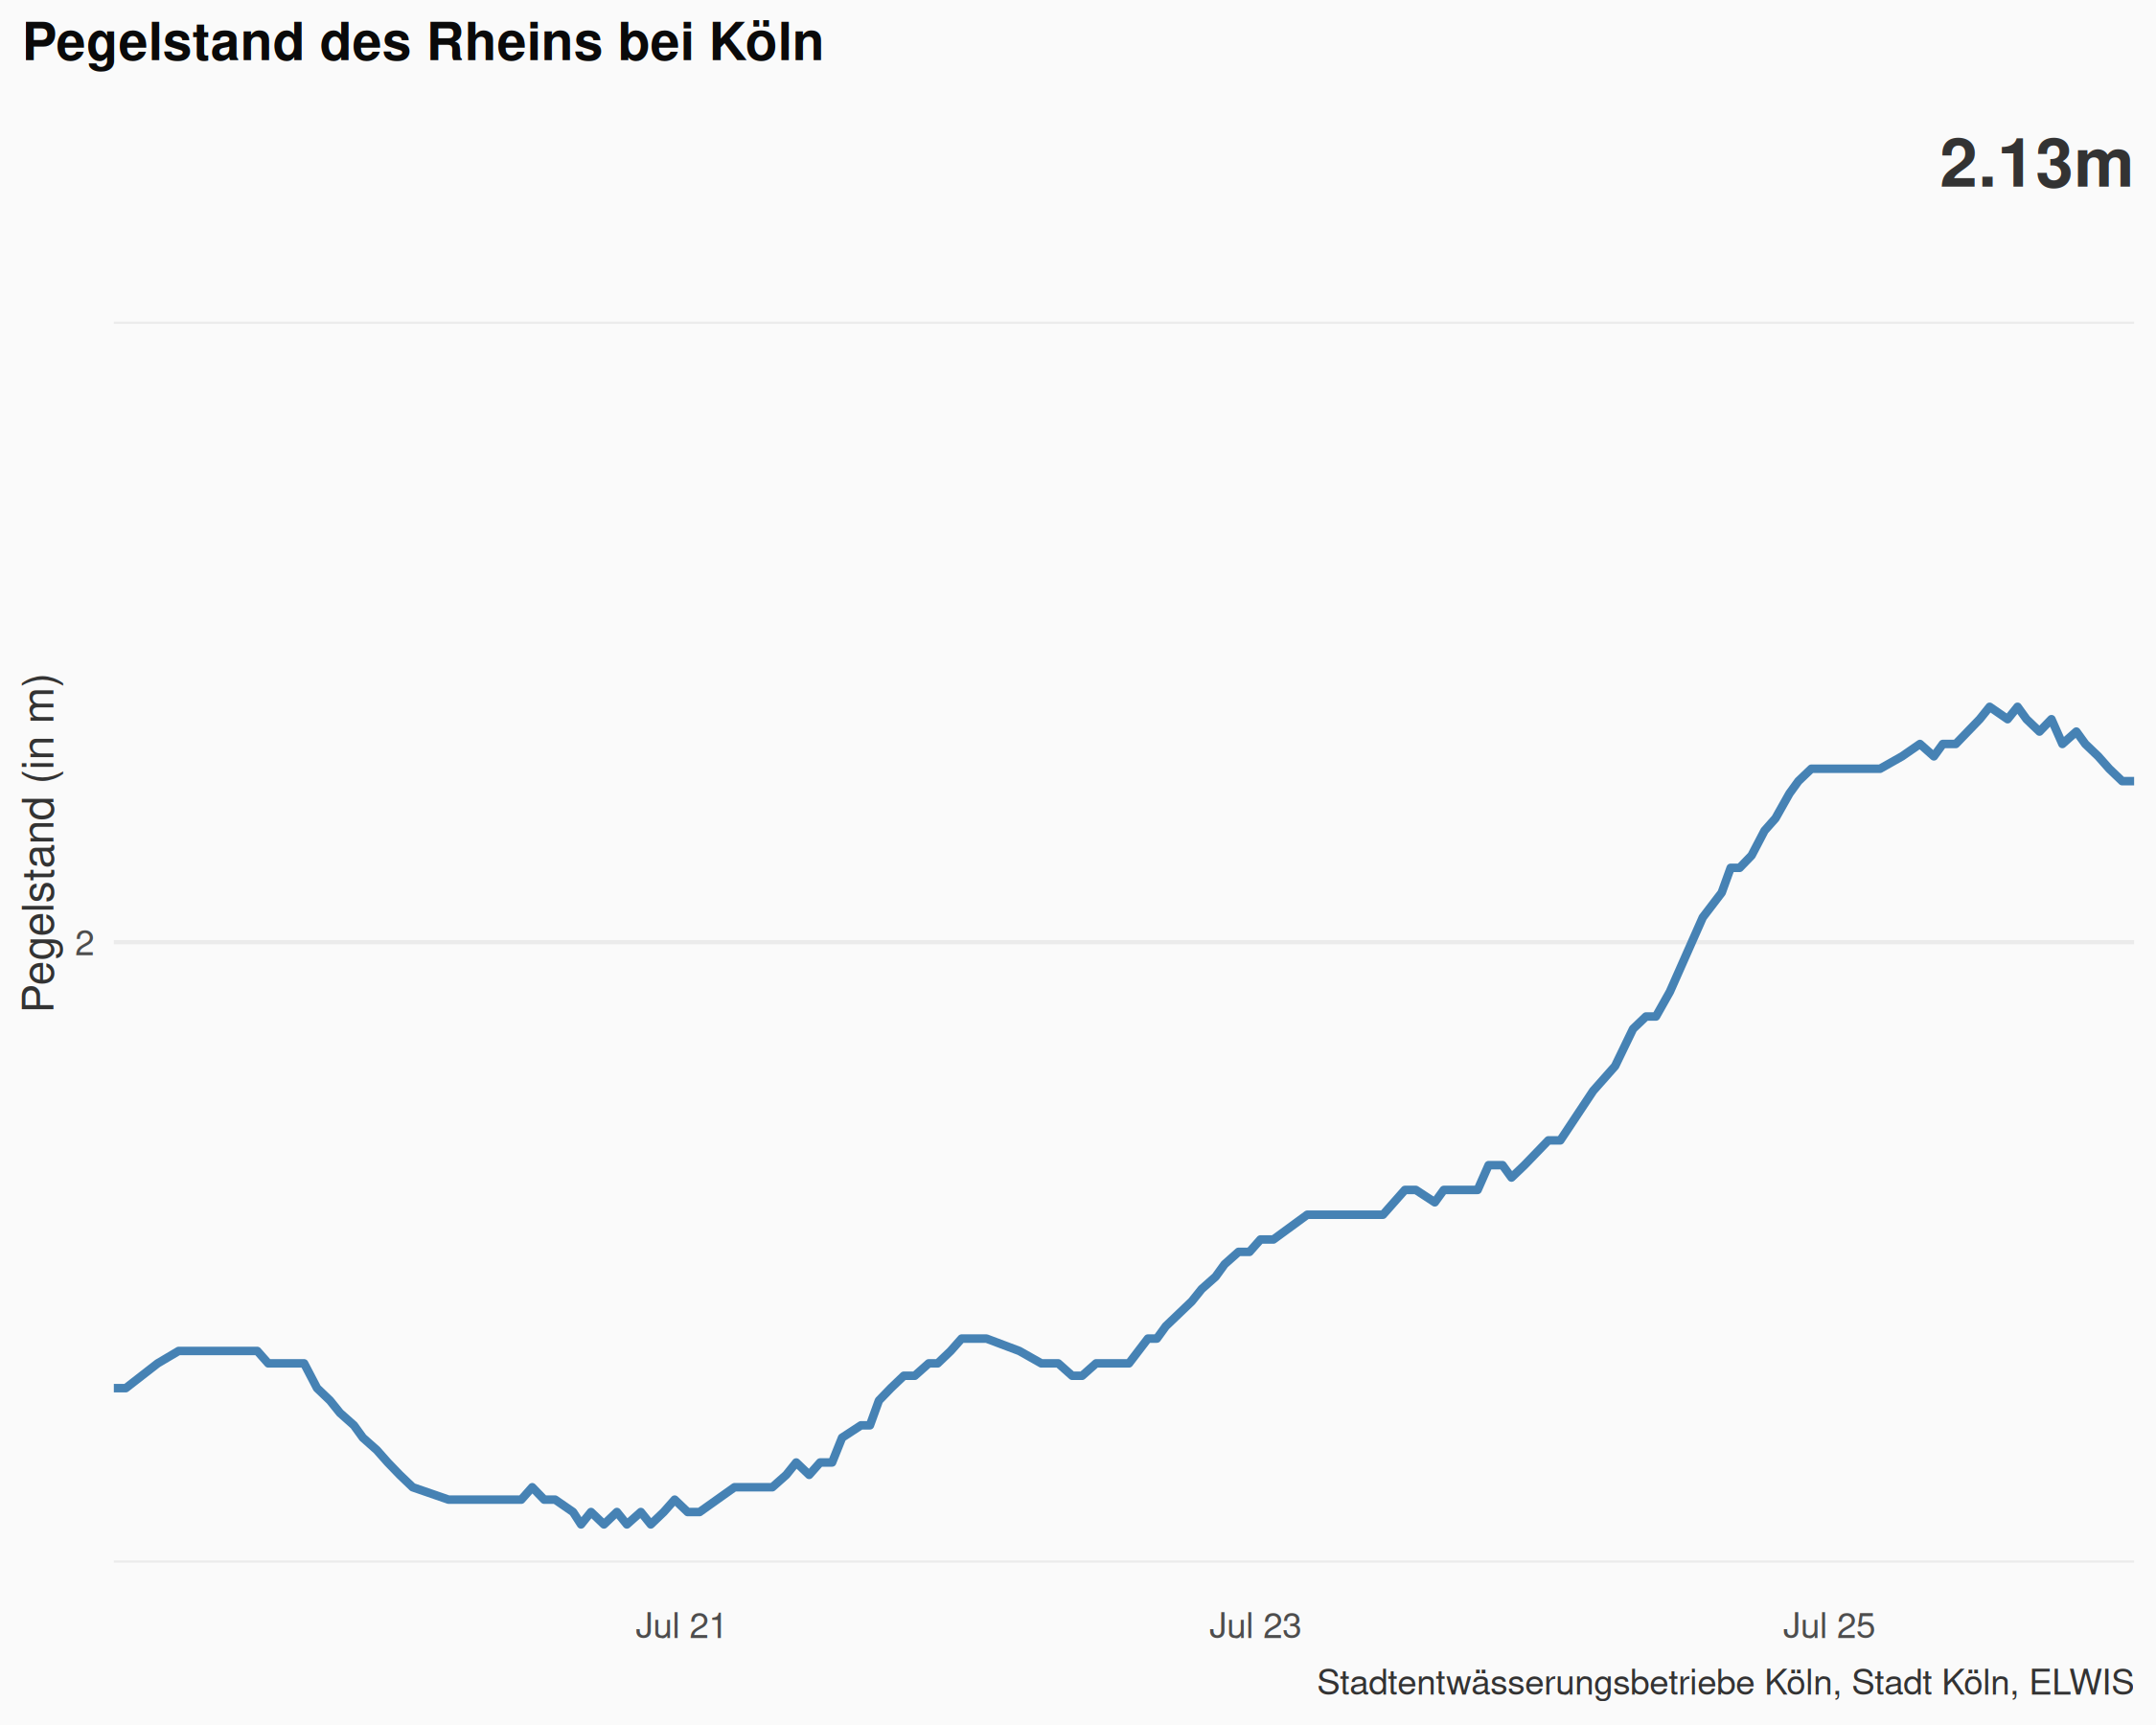 Pegelstand des Rheins bei Köln
2.13m
Pegelstand (in m)
2
Jul 21
Jul 23
Jul 25
Stadtentwässerungsbetriebe Köln, Stadt Köln, ELWIS